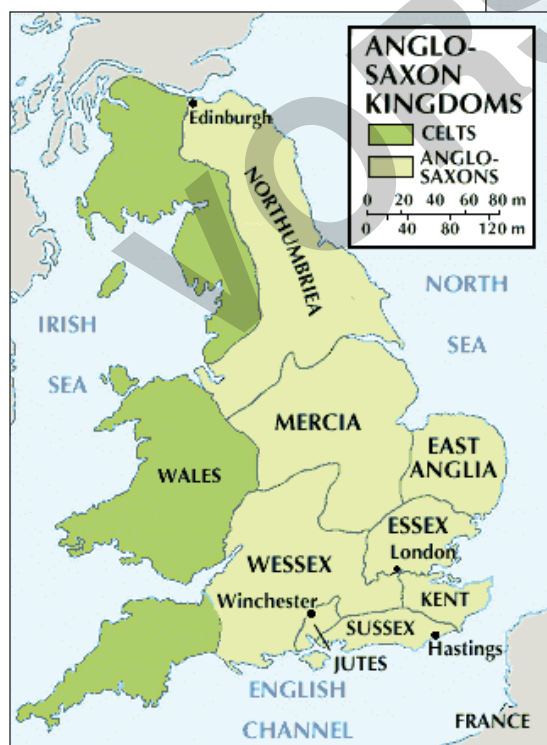 ANGLO-
SAXON
KINGDOMS
CELTS
ANGLO-
SAXONS
0 20 40 60 80 m
0 40 80 120 m
Edinburgh
NORTHUMBRIEA
NORTH
SEA
IRISH
SEA
MERCIA
EAST
ANGLIA
WALES
ESSEX
London
WESSEX
Winchester
KENT
SUSSEX
Hastings
JUTES
ENGLISH
CHANNEL
FRANCE
VORS